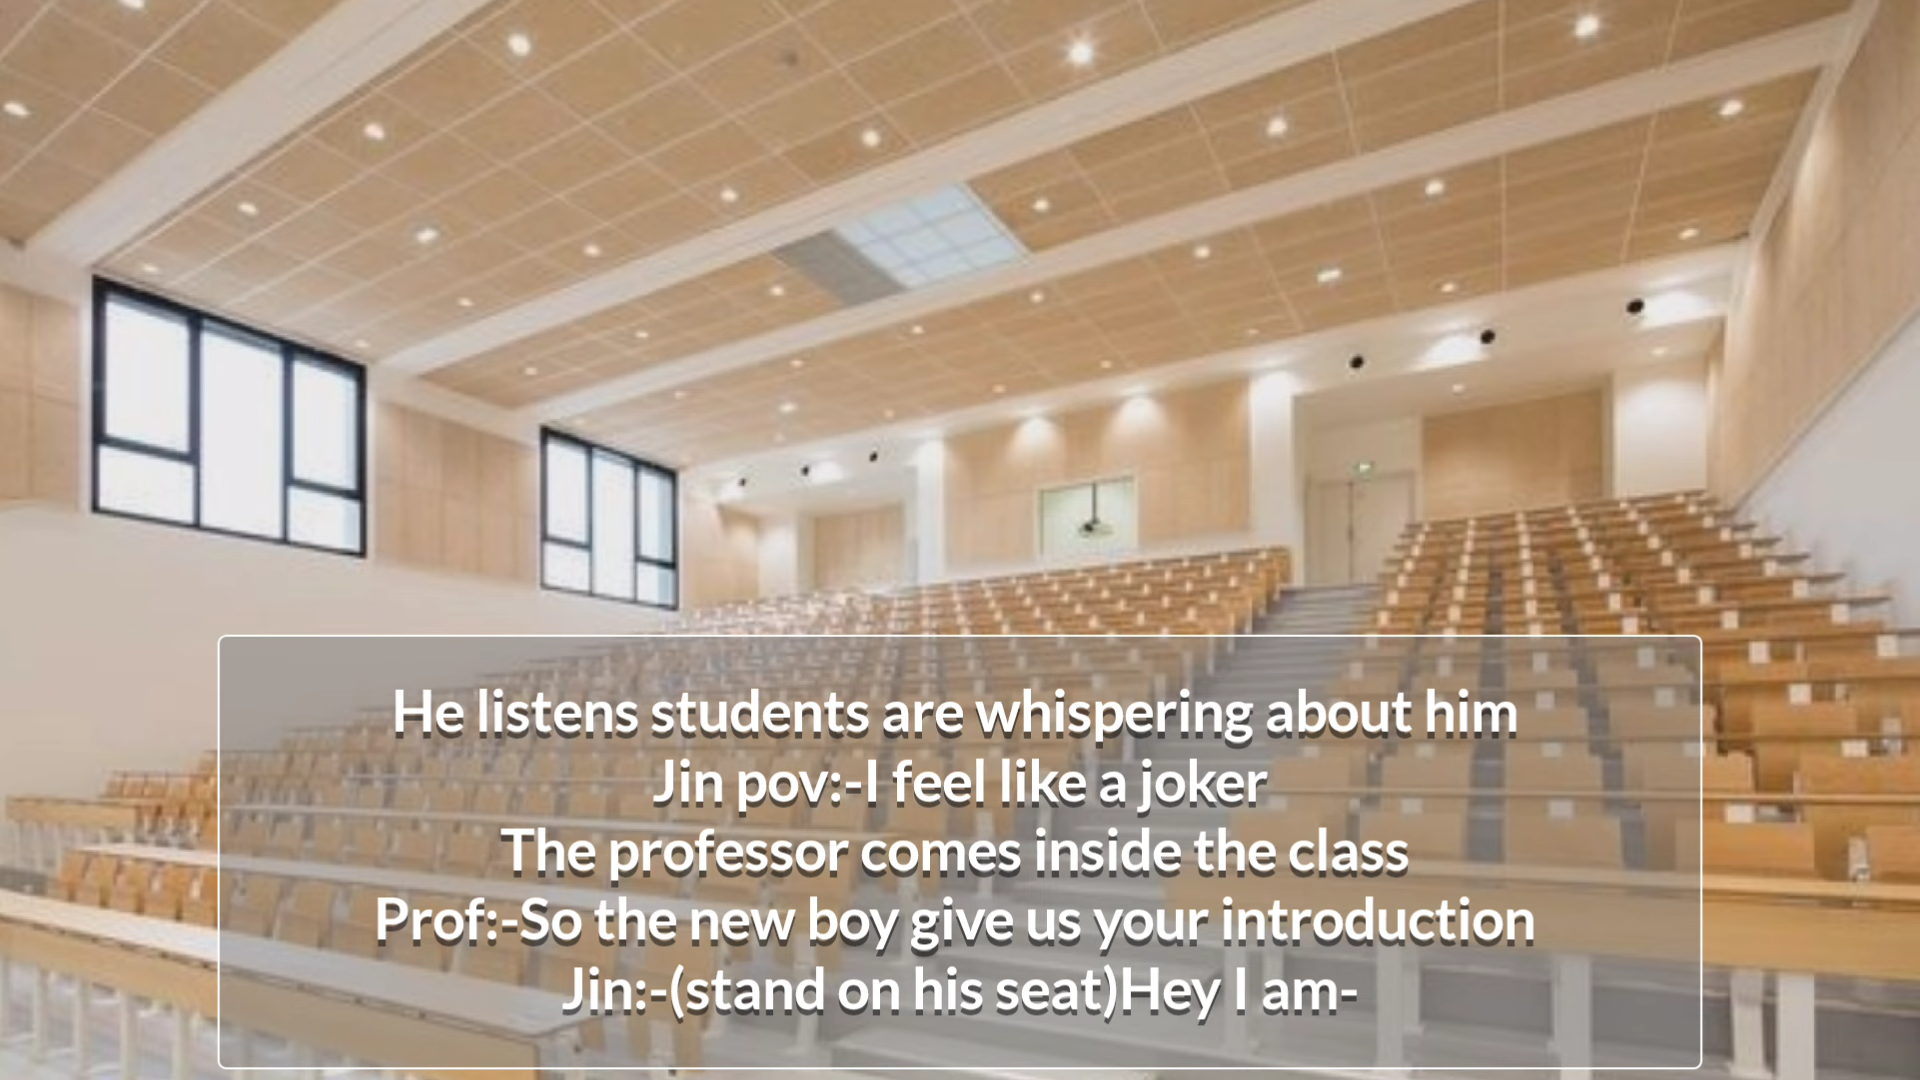 He listens students are whispering about him
Jin pov:-I feel like a joker
The professor comes inside the class
Prof:-So the new boy give us your introduction
Jin:-(stand on his seat)Hey I am-